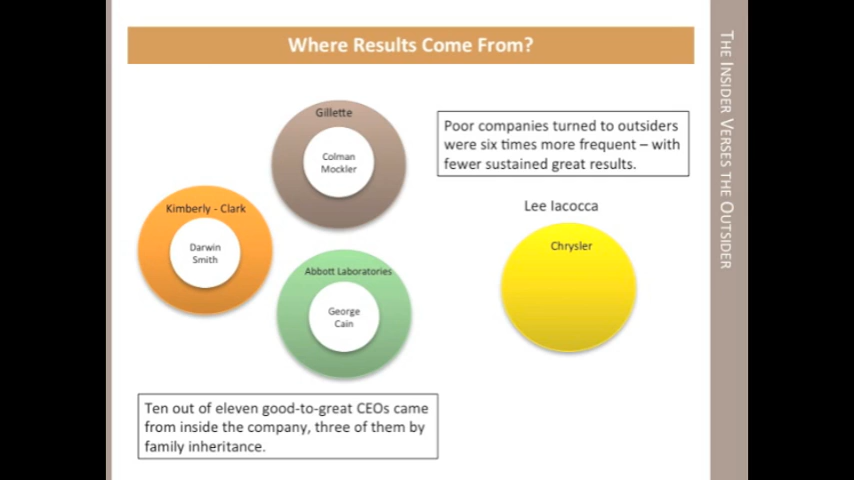 Where Results Come From?
THE INSIDER VERSES THE OUTSIDER
Gillette
Colman
Mockler
Poor companies turned to outsiders
were six times more frequent – with
fewer sustained great results.
Kimberly - Clark
Darwin
Smith
Lee Iacocca
Chrysler
Abbott Laboratories
George
Cain
Ten out of eleven good-to-great CEOs came
from inside the company, three of them by
family inheritance.